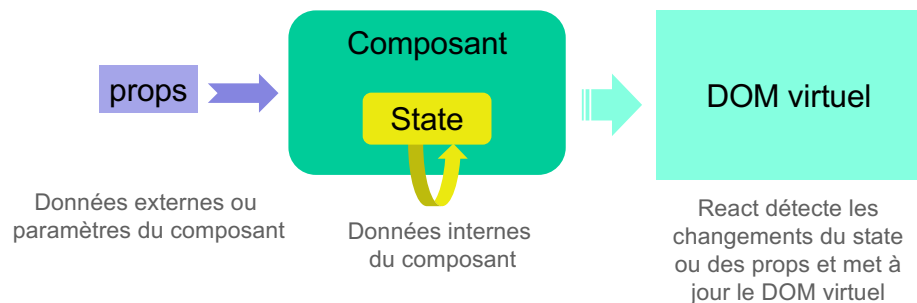 props
Composant
State
DOM virtuel
Données externes ou
paramètres du composant
Données internes
du composant
React détecte les
changements du state
ou des props et met à
jour le DOM virtuel